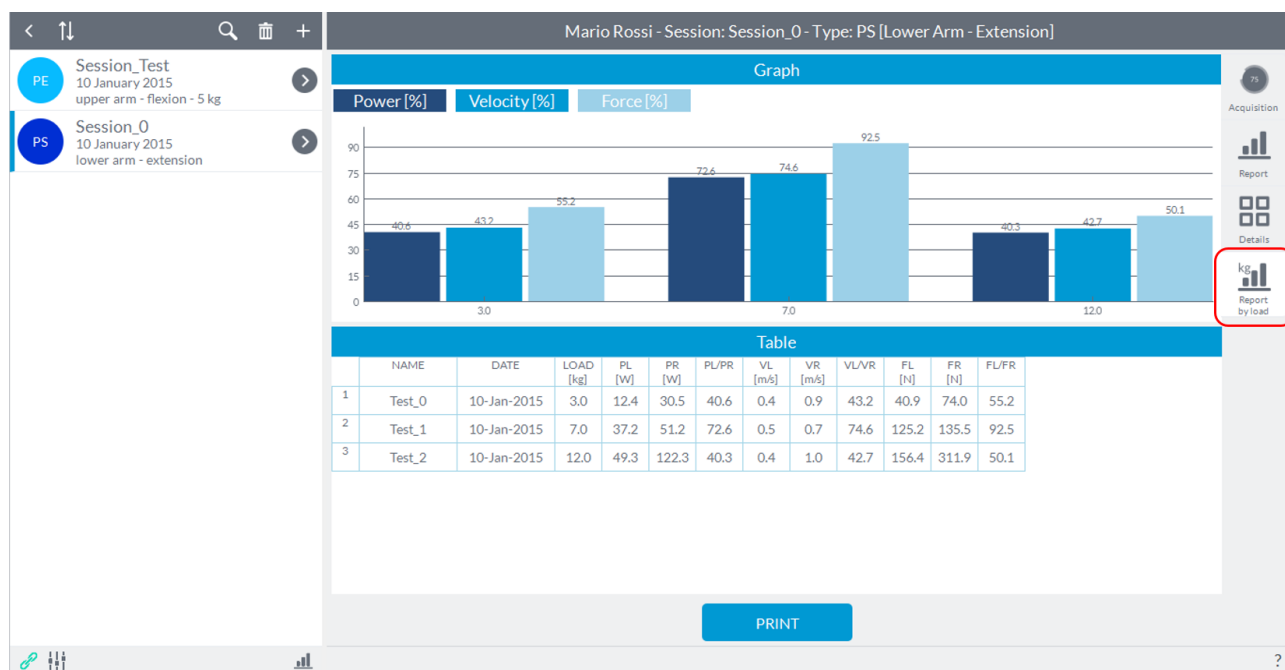 Mario Rossi - Session: Session_0 - Type: PS [Lower Arm - Extension]
PE
Session_Test
10 January 2015
upper arm - flexion - 5 kg
PS
Session_0
10 January 2015
lower arm - extension
Graph
Power [%] Velocity [%] Force [%]
90
75
60
45
30
15
0
40.6 43.2 55.2
72.6 74.6 92.5
40.3 42.7 50.1
3.0 7.0 12.0
Table
NAME DATE LOAD [kg] PL [W] PR [W] PL/PR VL [m/s] VR [m/s] VL/VR FL [N] FR [N] FL/FR
1 Test_0 10-Jan-2015 3.0 12.4 30.5 40.6 0.4 0.9 43.2 40.9 74.0 55.2
2 Test_1 10-Jan-2015 7.0 37.2 51.2 72.6 0.5 0.7 74.6 125.2 135.5 92.5
3 Test_2 10-Jan-2015 12.0 49.3 122.3 40.3 0.4 1.0 42.7 156.4 311.9 50.1
PRINT
75
Acquisition
Report
Details
kg
Report
by load
?